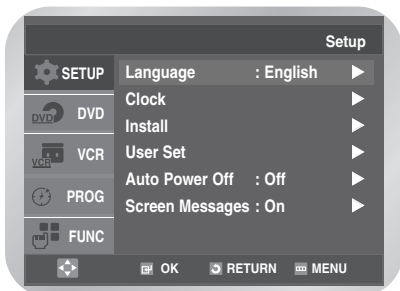 Setup
SETUP
DVD DVD
VCR VCR
PROG
FUNC
Language : English
Clock
Install
User Set
Auto Power Off : Off
Screen Messages : On
OK RETURN MENU